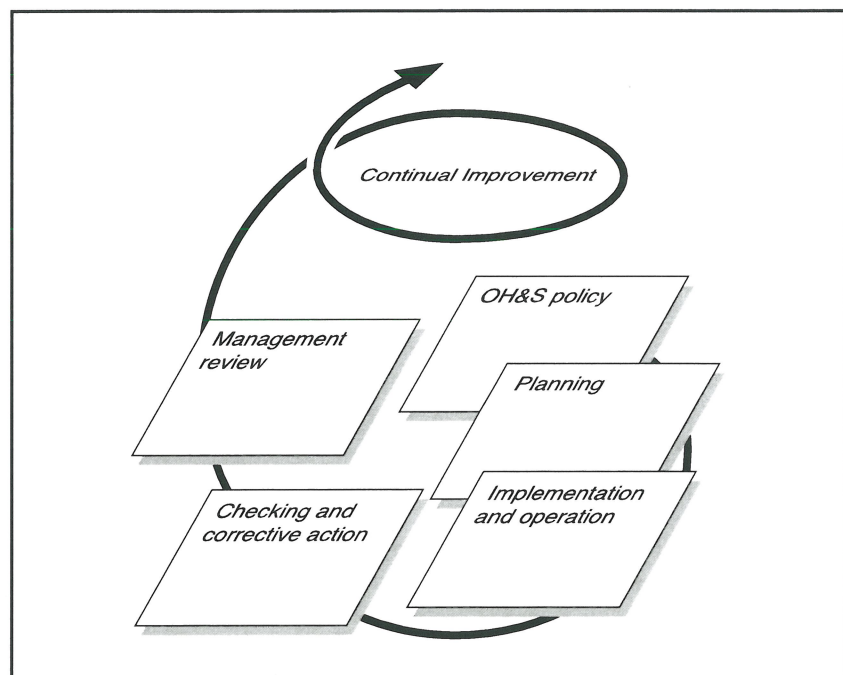 Continual Improvement
OH&S policy
Management
review
Planning
Implementation
and operation
Checking and
corrective action